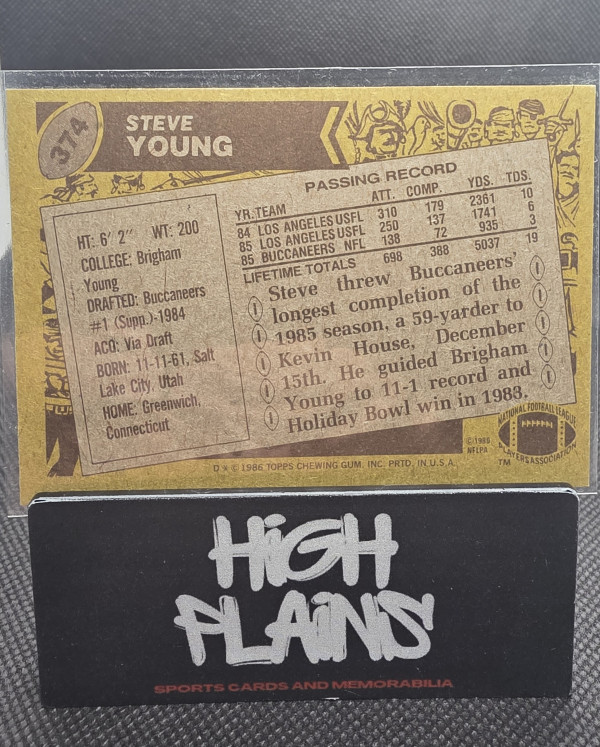 374
STEVE
YOUNG
HT: 6' 2" WT: 200
COLLEGE: Brigham
Young
DRAFTED: Buccaneers
#1 (Supp.)-1984
ACQ: Via Draft
BORN: 11-11-61, Salt
Lake City, Utah
HOME: Greenwich,
Connecticut
PASSING RECORD
YR. TEAM ATT. COMP. YDS. TDS.
84 LOS ANGELES USFL 310 179 2361 10
85 LOS ANGELES USFL 250 137 1741 6
85 BUCCANEERS NFL 138 72 935 3
LIFETIME TOTALS 698 388 5037 19
Steve threw Buccaneers'
longest completion of the
1985 season, a 59-yarder to
Kevin House, December
15th. He guided Brigham
Young to 11-1 record and
Holiday Bowl win in 1983.
© 1986
NFLPA
NATIONAL FOOTBALL LEAGUE
PLAYERS ASSOCIATION
TM
D * © 1986 TOPPS CHEWING GUM, INC. PRTD. IN U.S.A.
HiGH
PLAiNS
SPORTS CARDS AND MEMORABILIA